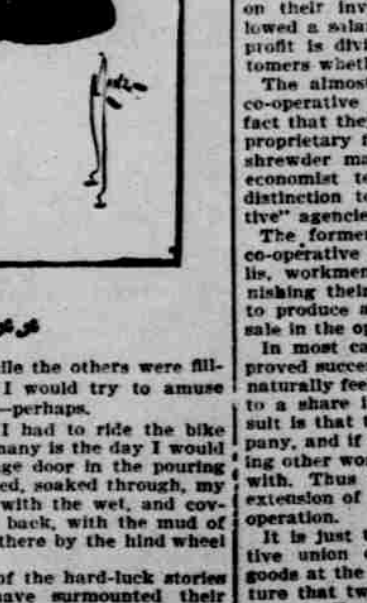 ile the others were fill-
I would try to amuse
—perhaps.
I had to ride the bike
many is the day I would
ge door in the pouring
ed, soaked through, my
with the wet, and cov-
back, with the mud of
there by the hind wheel
of the hard-luck stories
have surmounted their
on their inv
lowed a sala
profit is divi
tomers wheth
The almost
co-operative
fact that the
proprietary
shrewder ma
economist te
distinction to
tive" agencie
The former
co-operative
lis, workmen
nishing their
to produce a
sale in the op
In most ca
proved succe
naturally fee
to a share i
suit is that t
pany, and if
ing other wor
with. Thus
extension of
operation.
It is just t
tive union
goods at the
ture that tw